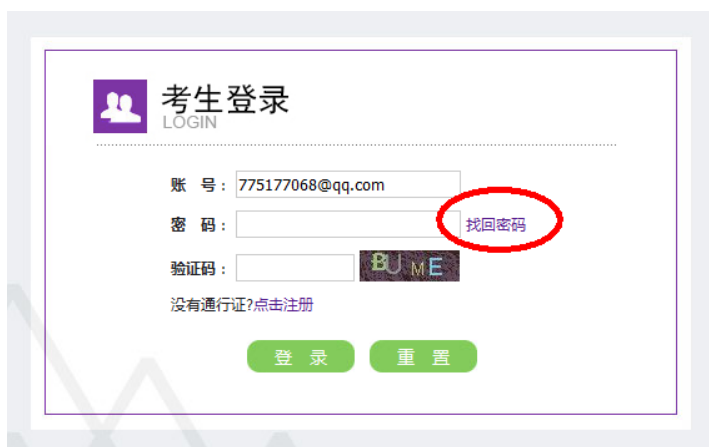 考生登录
LOGIN
账 号： 775177068@qq.com
密 码： 找回密码
验证码： BUME
没有通行证?点击注册
登 录 重 置